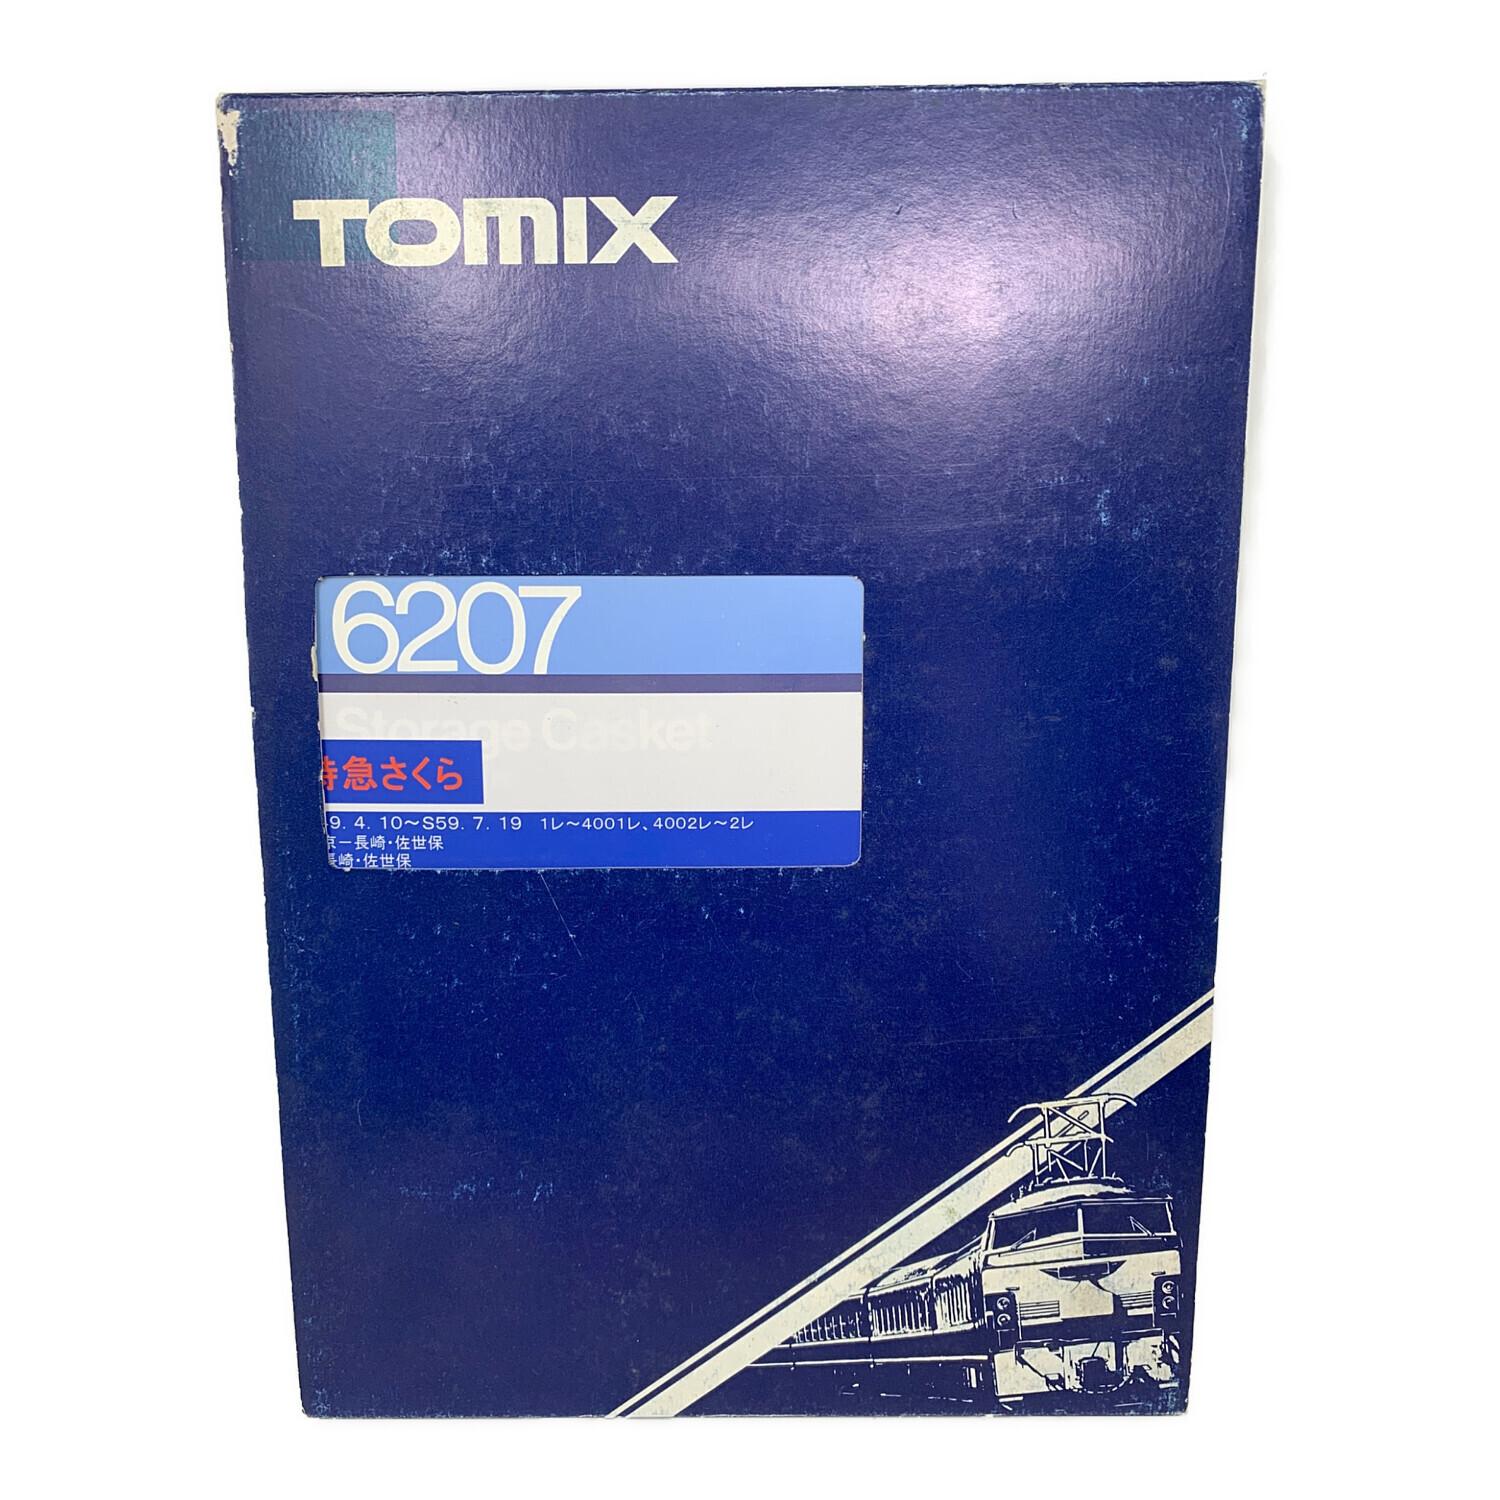 TOMIX
6207
Storage Casket
特急さくら
9. 4. 10～S59. 7. 19 1レ～4001レ、4002レ～2レ
京ー長崎・佐世保
長崎・佐世保